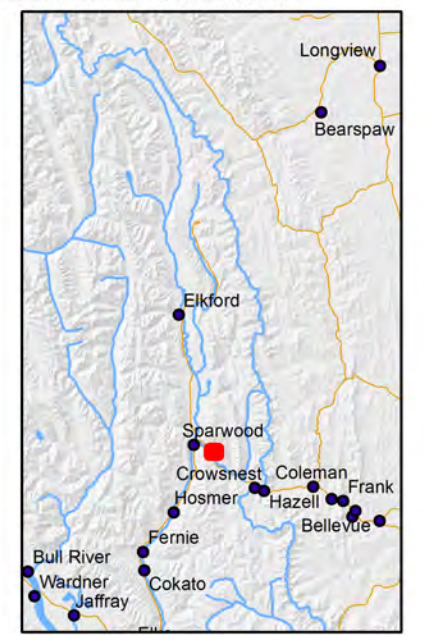 Longview
Bearspaw
Elkford
Sparwood
Crowsnest
Coleman
Frank
Hazell
Hosmer
Bellevue
Fernie
Bull River
Cokato
Wardner
Jaffray